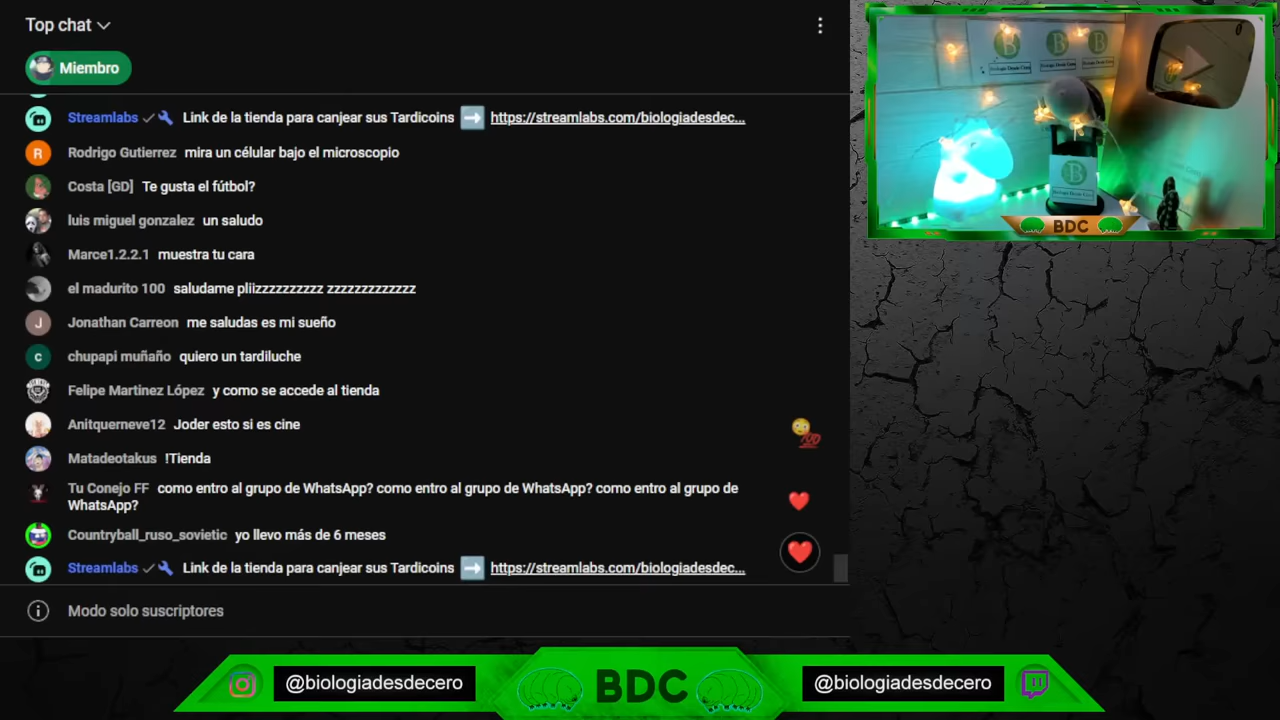 Top chat
Miembro
Streamlabs Link de la tienda para canjear sus Tardicoins https://streamlabs.com/biologiadesdec...
Rodrigo Gutierrez mira un célular bajo el microscopio
Costa [GD] Te gusta el fútbol?
luis miguel gonzalez un saludo
Marce1.2.2.1 muestra tu cara
el madurito 100 saludame pliizzzzzzzzzz zzzzzzzzzzzzz
Jonathan Carreon me saludas es mi sueño
chupapi muñaño quiero un tardiluche
Felipe Martinez López y como se accede al tienda
Anitquerneve12 Joder esto si es cine
Matadeotakus !Tienda
Tu Conejo FF como entro al grupo de WhatsApp? como entro al grupo de WhatsApp? como entro al grupo de
WhatsApp?
Countryball_ruso_sovietic yo llevo más de 6 meses
Streamlabs Link de la tienda para canjear sus Tardicoins https://streamlabs.com/biologiadesdec...
Modo solo suscriptores
R
J
c
B
Biología Desde Cero
BDC
@biologiadesdecero
BDC
@biologiadesdecero